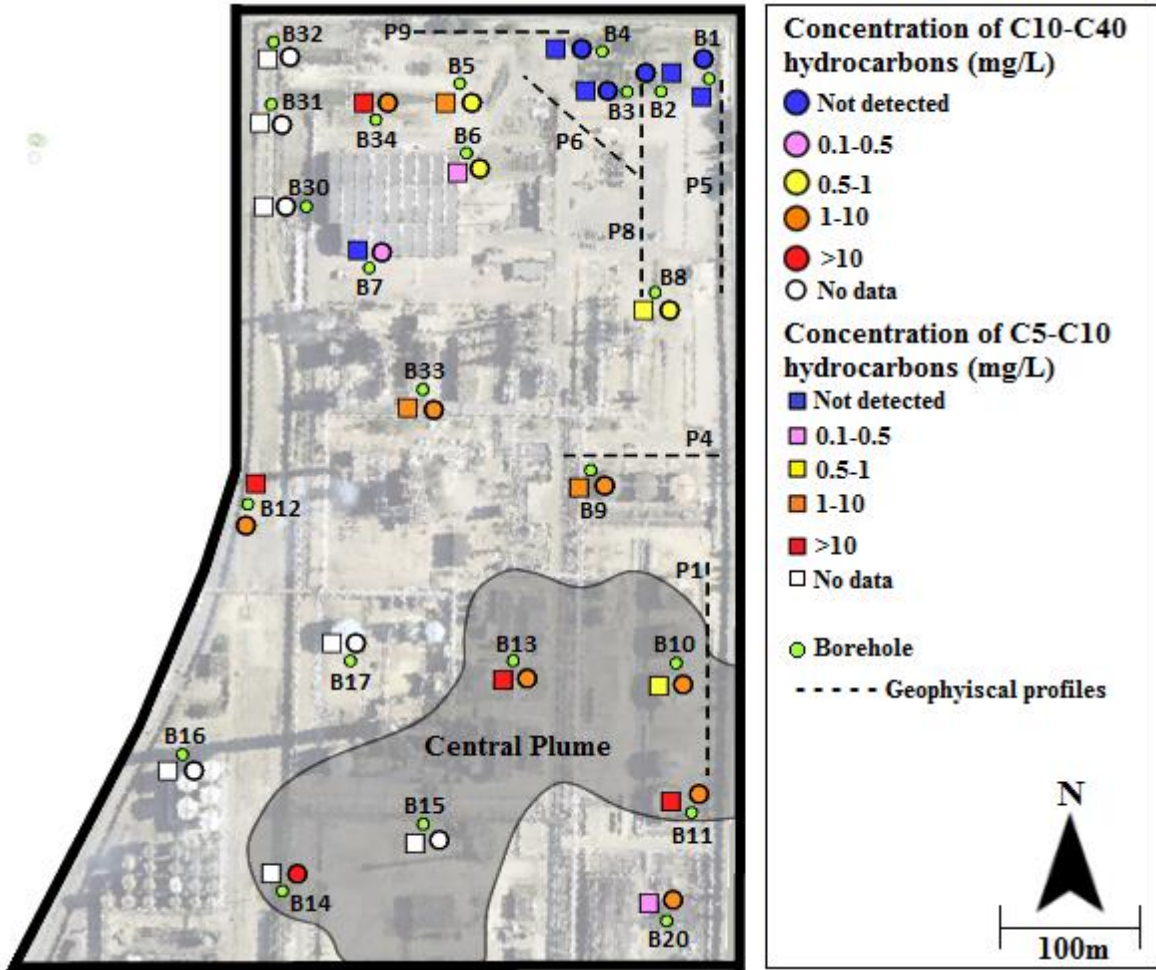 B32
P9
B4
B1
B5
B31
B3
B2
B34
B6
P6
P5
B30
P8
B7
B8
B33
P4
B12
B9
P1
B13
B10
B17
Central Plume
B16
B15
B11
B14
B20
Concentration of C10-C40
hydrocarbons (mg/L)
Not detected
0.1-0.5
0.5-1
1-10
>10
No data
Concentration of C5-C10
hydrocarbons (mg/L)
Not detected
0.1-0.5
0.5-1
1-10
>10
No data
Borehole
Geophyiscal profiles
N
100m